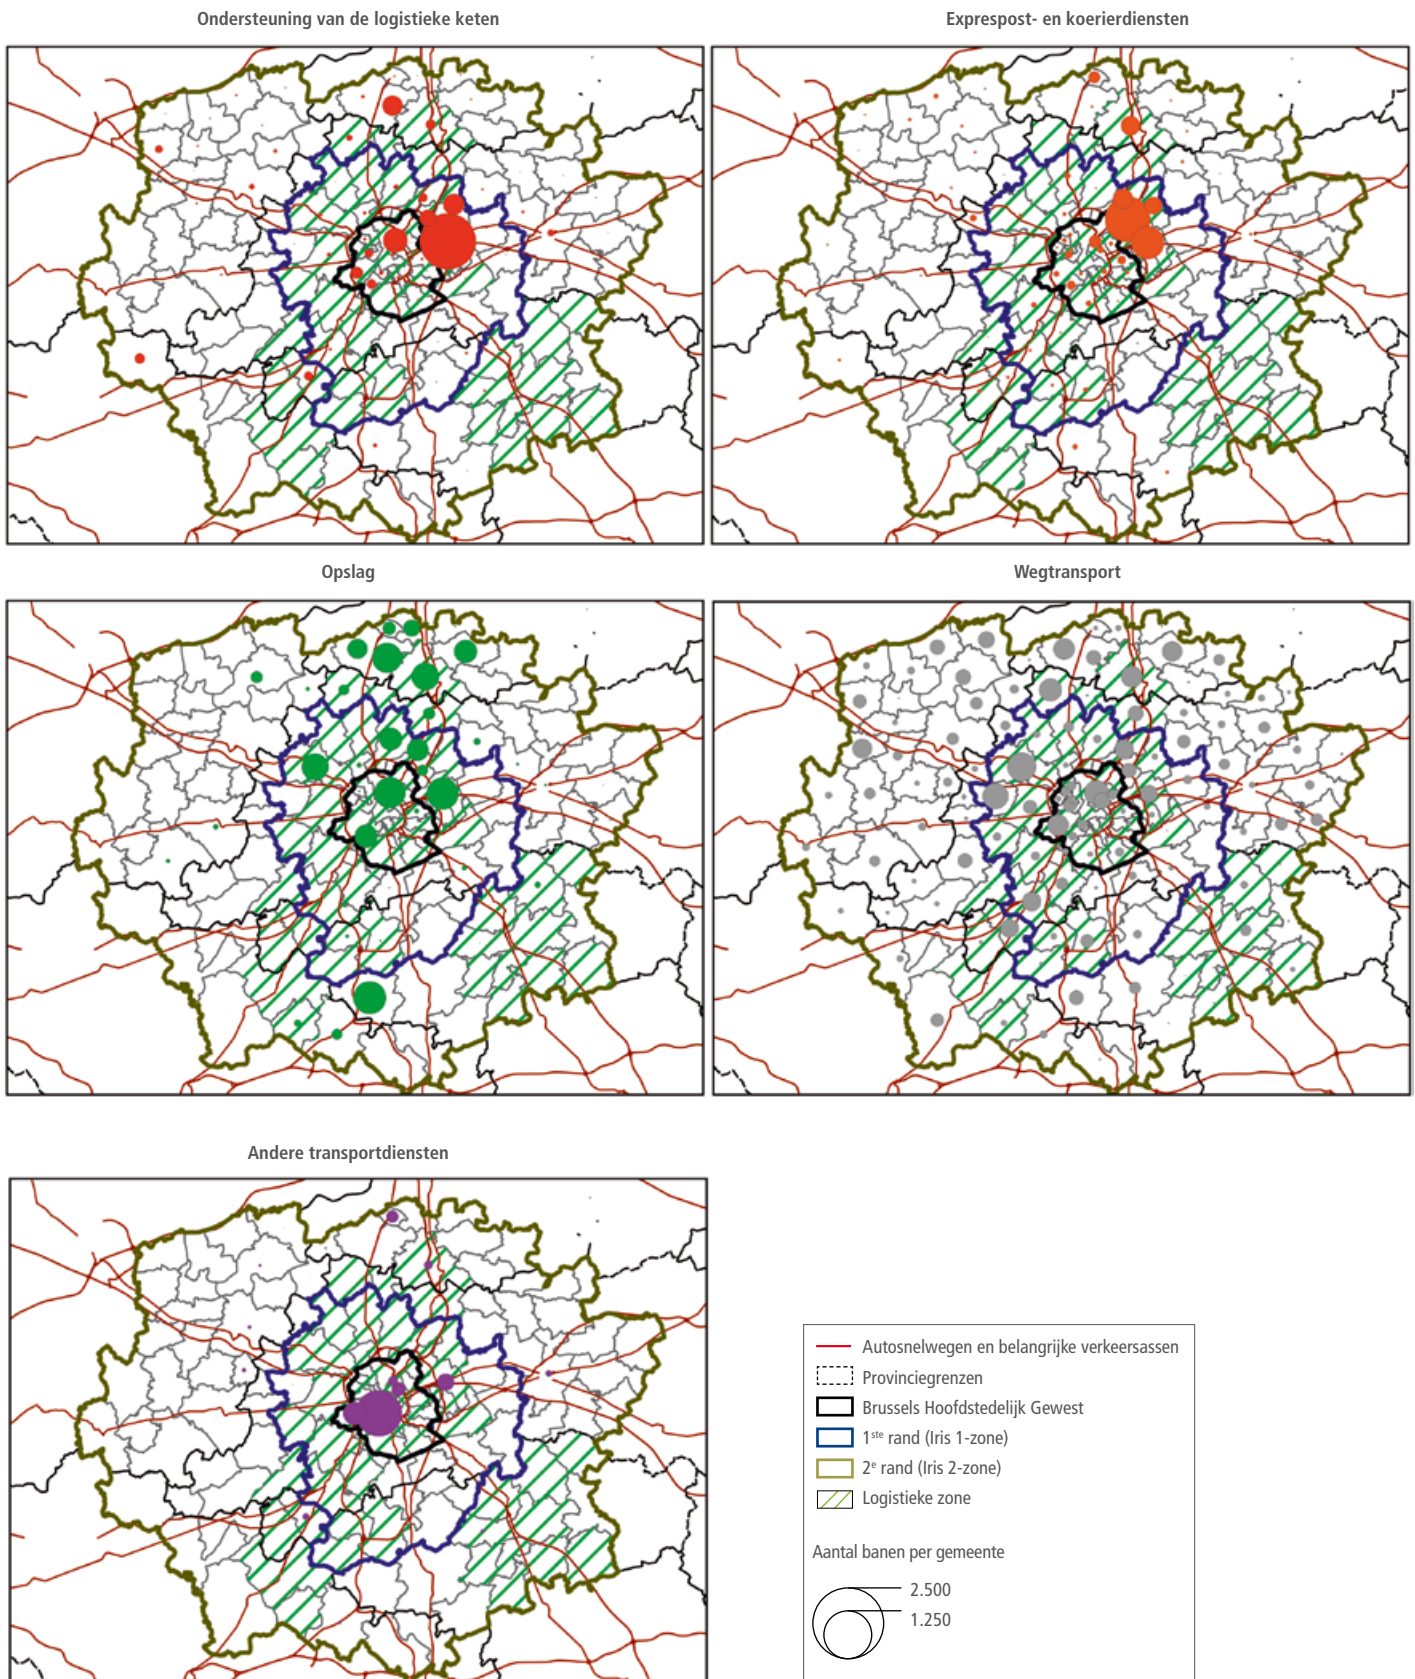 Ondersteuning van de logistieke keten
Exprespost- en koerierdiensten
Opslag
Wegtransport
Andere transportdiensten
Autosnelwegen en belangrijke verkeersassen
Provinciegrenzen
Brussels Hoofdstedelijk Gewest
1ste rand (Iris 1-zone)
2e rand (Iris 2-zone)
Logistieke zone
Aantal banen per gemeente
2.500
1.250